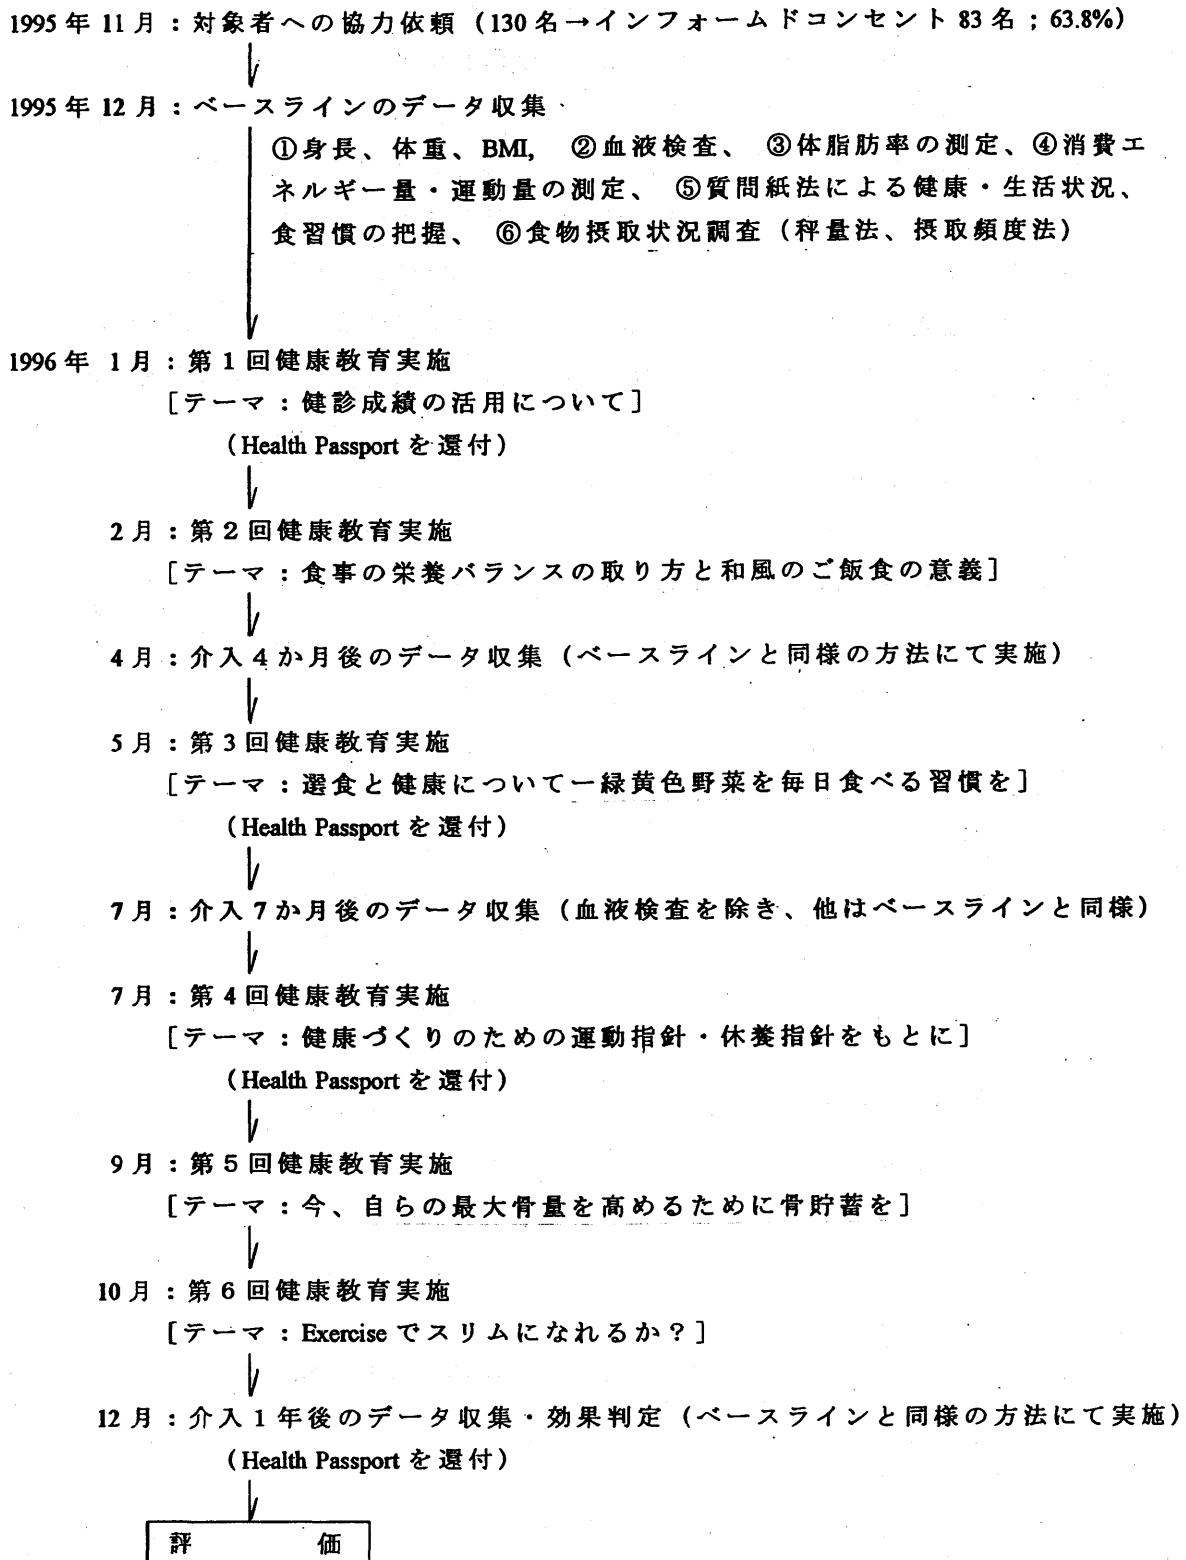 1995年11月：対象者への協力依頼（130名→インフォームドコンセント83名；63.8%）
1995年12月：ベースラインのデータ収集
①身長、体重、BMI, ②血液検査、 ③体脂肪率の測定、④消費エ
ネルギー量・運動量の測定、 ⑤質問紙法による健康・生活状況、
食習慣の把握、 ⑥食物摂取状況調査（秤量法、摂取頻度法）
1996年 1月：第1回健康教育実施
［テーマ：健診成績の活用について］
（Health Passportを還付）
2月：第2回健康教育実施
［テーマ：食事の栄養バランスの取り方と和風のご飯食の意義］
4月：介入4か月後のデータ収集（ベースラインと同様の方法にて実施）
5月：第3回健康教育実施
［テーマ：選食と健康についてー緑黄色野菜を毎日食べる習慣を］
（Health Passportを還付）
7月：介入7か月後のデータ収集（血液検査を除き、他はベースラインと同様）
7月：第4回健康教育実施
［テーマ：健康づくりのための運動指針・休養指針をもとに］
（Health Passportを還付）
9月：第5回健康教育実施
［テーマ：今、自らの最大骨量を高めるために骨貯蓄を］
10月：第6回健康教育実施
［テーマ：Exerciseでスリムになれるか？］
12月：介入1年後のデータ収集・効果判定（ベースラインと同様の方法にて実施）
（Health Passportを還付）
評 価